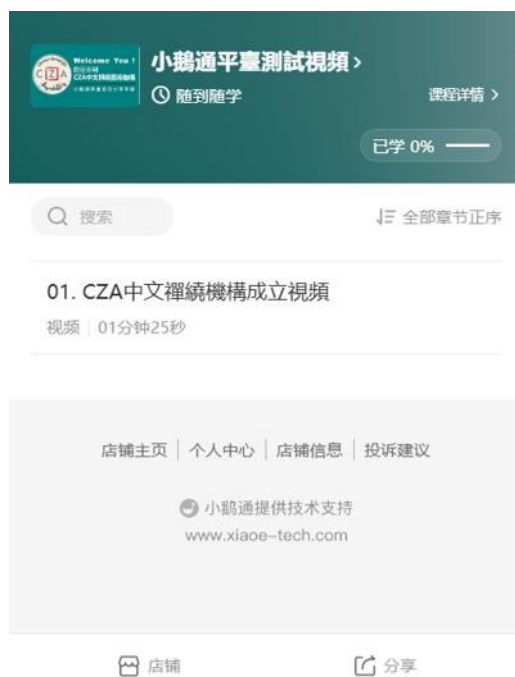 Welcome You !
小鵝通平臺測試視頻 ›
随到随学
课程详情 ›
CZA
已学 0%
搜索
全部章节正序
01. CZA中文禪繞機構成立視頻
视频 | 01分钟25秒
店铺主页 | 个人中心 | 店铺信息 | 投诉建议
小鹅通提供技术支持
www.xiaoe-tech.com
店铺
分享